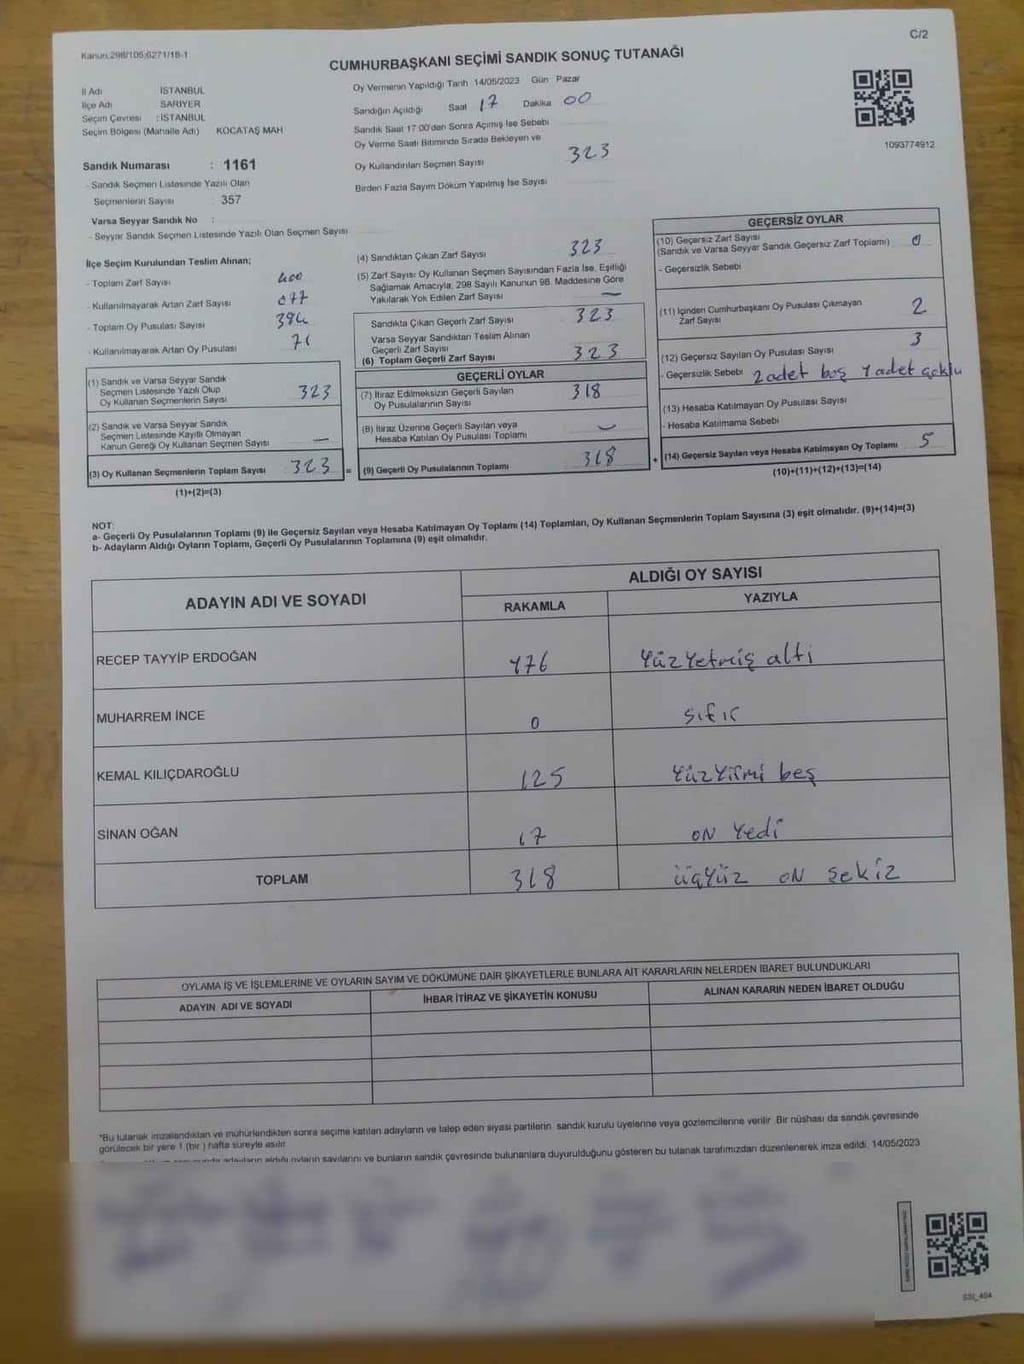 Kanun.298/105;6271/18-1
C/2
CUMHURBAŞKANI SEÇİMİ SANDIK SONUÇ TUTANAĞI
İl Adı İSTANBUL
İlçe Adı SARIYER
Seçim Çevresi : İSTANBUL
Seçim Bölgesi (Mahalle Adı) KOCATAŞ MAH
Sandık Numarası : 1161
- Sandık Seçmen Listesinde Yazılı Olan
Seçmenlerin Sayısı : 357
Varsa Seyyar Sandık No :
- Seyyar Sandık Seçmen Listesinde Yazılı Olan Seçmen Sayısı
Oy Vermenin Yapıldığı Tarih 14/05/2023 Gün Pazar
Sandığın Açıldığı Saat 17 Dakika 00
Sandık Saat 17:00'den Sonra Açımış İse Sebebi
Oy Verme Saati Bitiminde Sırada Bekleyen ve
Oy Kullandırılan Seçmen Sayısı 323
Birden Fazla Sayım Döküm Yapılmış İse Sayısı
1093774912
İlçe Seçim Kurulundan Teslim Alınan;
- Toplam Zarf Sayısı 400
- Kullanılmayarak Artan Zarf Sayısı 077
- Toplam Oy Pusulası Sayısı 394
- Kullanılmayarak Artan Oy Pusulası 71
(1) Sandık ve Varsa Seyyar Sandık
Seçmen Listesinde Yazılı Olup
Oy Kullanan Seçmenlerin Sayısı 323
(2) Sandık ve Varsa Seyyar Sandık
Seçmen Listesinde Kayıtlı Olmayan
Kanun Gereği Oy Kullanan Seçmen Sayısı —
(3) Oy Kullanan Seçmenlerin Toplam Sayısı 323 =
(1)+(2)=(3)
(4) Sandıktan Çıkan Zarf Sayısı 323
(5) Zarf Sayısı Oy Kullanan Seçmen Sayısından Fazla İse, Eşitliği
Sağlamak Amacıyla, 298 Sayılı Kanunun 98. Maddesine Göre
Yakılarak Yok Edilen Zarf Sayısı —
Sandıkta Çıkan Geçerli Zarf Sayısı 323
Varsa Seyyar Sandıktan Teslim Alınan
Geçerli Zarf Sayısı
(6) Toplam Geçerli Zarf Sayısı 323
GEÇERLİ OYLAR
(7) İtiraz Edilmeksizin Geçerli Sayılan
Oy Pusulalarının Sayısı 318
(8) İtiraz Üzerine Geçerli Sayılan veya
Hesaba Katılan Oy Pusulası Toplamı —
(9) Geçerli Oy Pusulalarının Toplamı 318 +
GEÇERSİZ OYLAR
(10) Geçersiz Zarf Sayısı
(Sandık ve Varsa Seyyar Sandık Geçersiz Zarf Toplamı) 0
- Geçersizlik Sebebi
(11) İçinden Cumhurbaşkanı Oy Pusulası Çıkmayan
Zarf Sayısı 2
(12) Geçersiz Sayılan Oy Pusulası Sayısı 3
- Geçersizlik Sebebi 2 adet boş 1 adet
(13) Hesaba Katılmayan Oy Pusulası Sayısı
- Hesaba Katılmama Sebebi
(14) Geçersiz Sayılan veya Hesaba Katılmayan Oy Toplamı 5
(10)+(11)+(12)+(13)=(14)
NOT:
a- Geçerli Oy Pusulalarının Toplamı (9) ile Geçersiz Sayılan veya Hesaba Katılmayan Oy Toplamı (14) Toplamları, Oy Kullanan Seçmenlerin Toplam Sayısına (3) eşit olmalıdır. (9)+(14)=(3)
b- Adayların Aldığı Oyların Toplamı, Geçerli Oy Pusulalarının Toplamına (9) eşit olmalıdır.
ADAYIN ADI VE SOYADI
ALDIĞI OY SAYISI
RAKAMLA YAZIYLA
RECEP TAYYİP ERDOĞAN 176 Yüz Yetmiş altı
MUHARREM İNCE 0 sıfır
KEMAL KILIÇDAROĞLU 125 Yüz Yirmi beş
SİNAN OĞAN 17 ON Yedi
TOPLAM 318 üçyüz ON sekiz
OYLAMA İŞ VE İŞLEMLERİNE VE OYLARIN SAYIM VE DÖKÜMÜNE DAİR ŞİKAYETLERLE BUNLARA AİT KARARLARIN NELERDEN İBARET BULUNDUKLARI
ADAYIN ADI VE SOYADI İHBAR İTİRAZ VE ŞİKAYETİN KONUSU ALINAN KARARIN NEDEN İBARET OLDUĞU
*Bu tutanak imzalandıktan ve mühürlendikten sonra seçime katılan adayların ve talep eden siyasi partilerin sandık kurulu üyelerine veya gözlemcilerine verilir. Bir nüshası da sandık çevresinde
görülecek bir yere 1 (bir ) hafta süreyle asılır.
aldığı oyların sayılarını ve bunların sandık çevresinde bulunanlara duyurulduğunu gösteren bu tutanak tarafımızdan düzenlenerek imza edildi. 14/05/2023
SSI_404